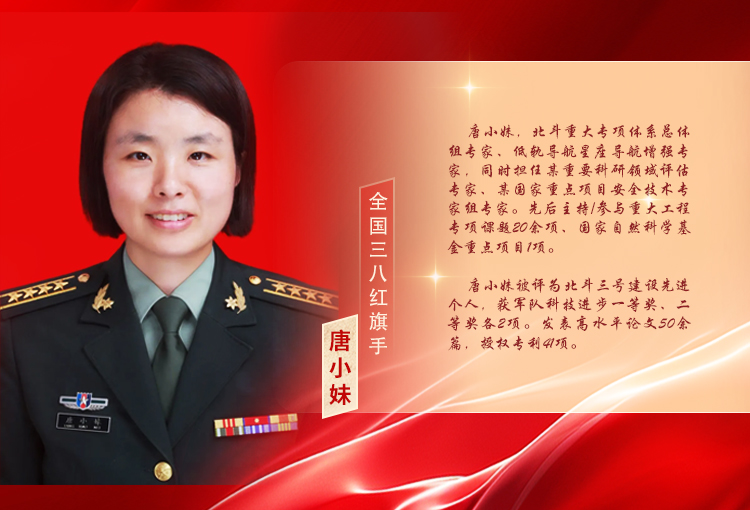 全国三八红旗手
唐小妹
唐小妹，北斗重大专项体系总体
组专家、低轨导航星座导航增强专
家，同时担任某重要科研领域评估
专家、某国家重点项目安全技术专
家组专家。先后主持/参与重大工程
专项课题20余项、国家自然科学基
金重点项目1项。
唐小妹被评为北斗三号建设先进
个人，获军队科技进步一等奖、二
等奖各2项。发表高水平论文50余
篇，授权专利41项。
唐小妹